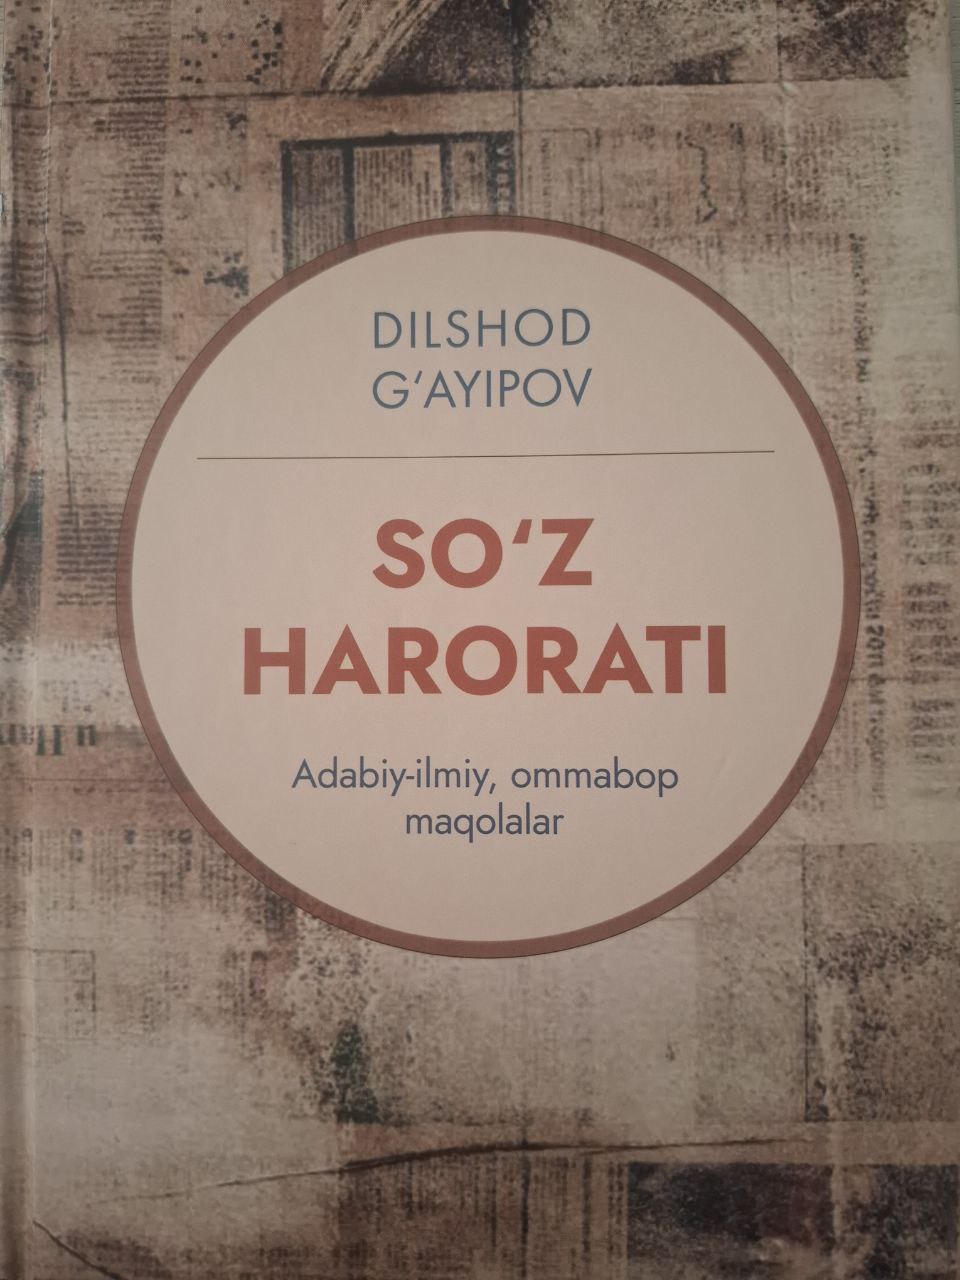 DILSHOD
G‘AYIPOV
SO‘Z
HARORATI
Adabiy-ilmiy, ommabop
maqolalar